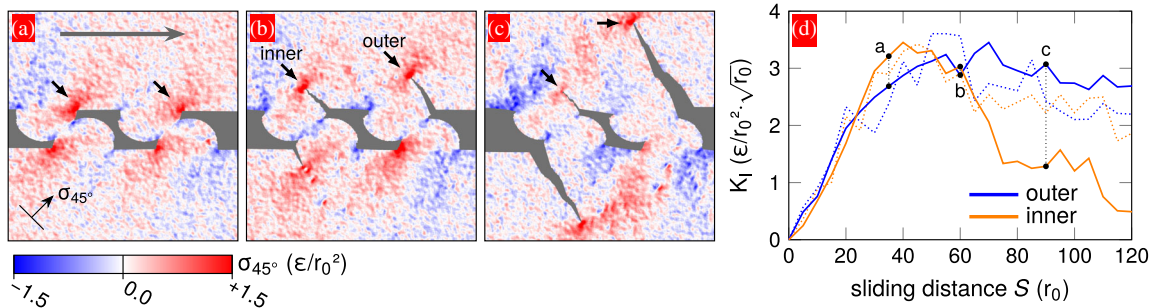 (a)
σ45°
(b)
inner
outer
(c)
σ45° (ε/r0²)
−1.5
0.0
+1.5
(d)
KI (ε/r0²·√r0)
4
3
2
1
0
a
b
c
outer
inner
0 20 40 60 80 100 120
sliding distance S (r0)